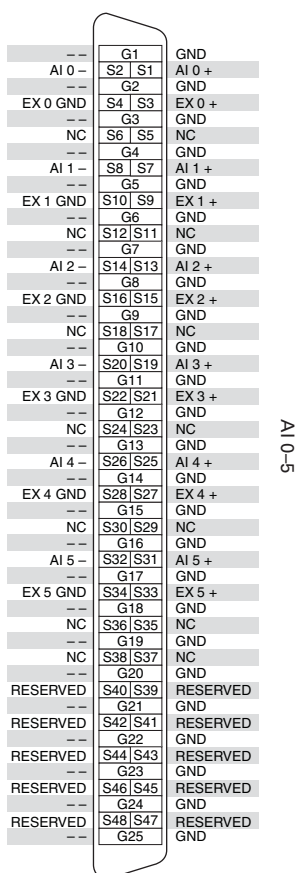 – – G1 GND
AI 0 – S2 S1 AI 0 +
– – G2 GND
EX 0 GND S4 S3 EX 0 +
– – G3 GND
NC S6 S5 NC
– – G4 GND
AI 1 – S8 S7 AI 1 +
– – G5 GND
EX 1 GND S10 S9 EX 1 +
– – G6 GND
NC S12 S11 NC
– – G7 GND
AI 2 – S14 S13 AI 2 +
– – G8 GND
EX 2 GND S16 S15 EX 2 +
– – G9 GND
NC S18 S17 NC
– – G10 GND
AI 3 – S20 S19 AI 3 +
– – G11 GND
EX 3 GND S22 S21 EX 3 +
– – G12 GND
NC S24 S23 NC
– – G13 GND
AI 4 – S26 S25 AI 4 +
– – G14 GND
EX 4 GND S28 S27 EX 4 +
– – G15 GND
NC S30 S29 NC
– – G16 GND
AI 5 – S32 S31 AI 5 +
– – G17 GND
EX 5 GND S34 S33 EX 5 +
– – G18 GND
NC S36 S35 NC
– – G19 GND
NC S38 S37 NC
– – G20 GND
RESERVED S40 S39 RESERVED
– – G21 GND
RESERVED S42 S41 RESERVED
– – G22 GND
RESERVED S44 S43 RESERVED
– – G23 GND
RESERVED S46 S45 RESERVED
– – G24 GND
RESERVED S48 S47 RESERVED
– – G25 GND
AI 0–5